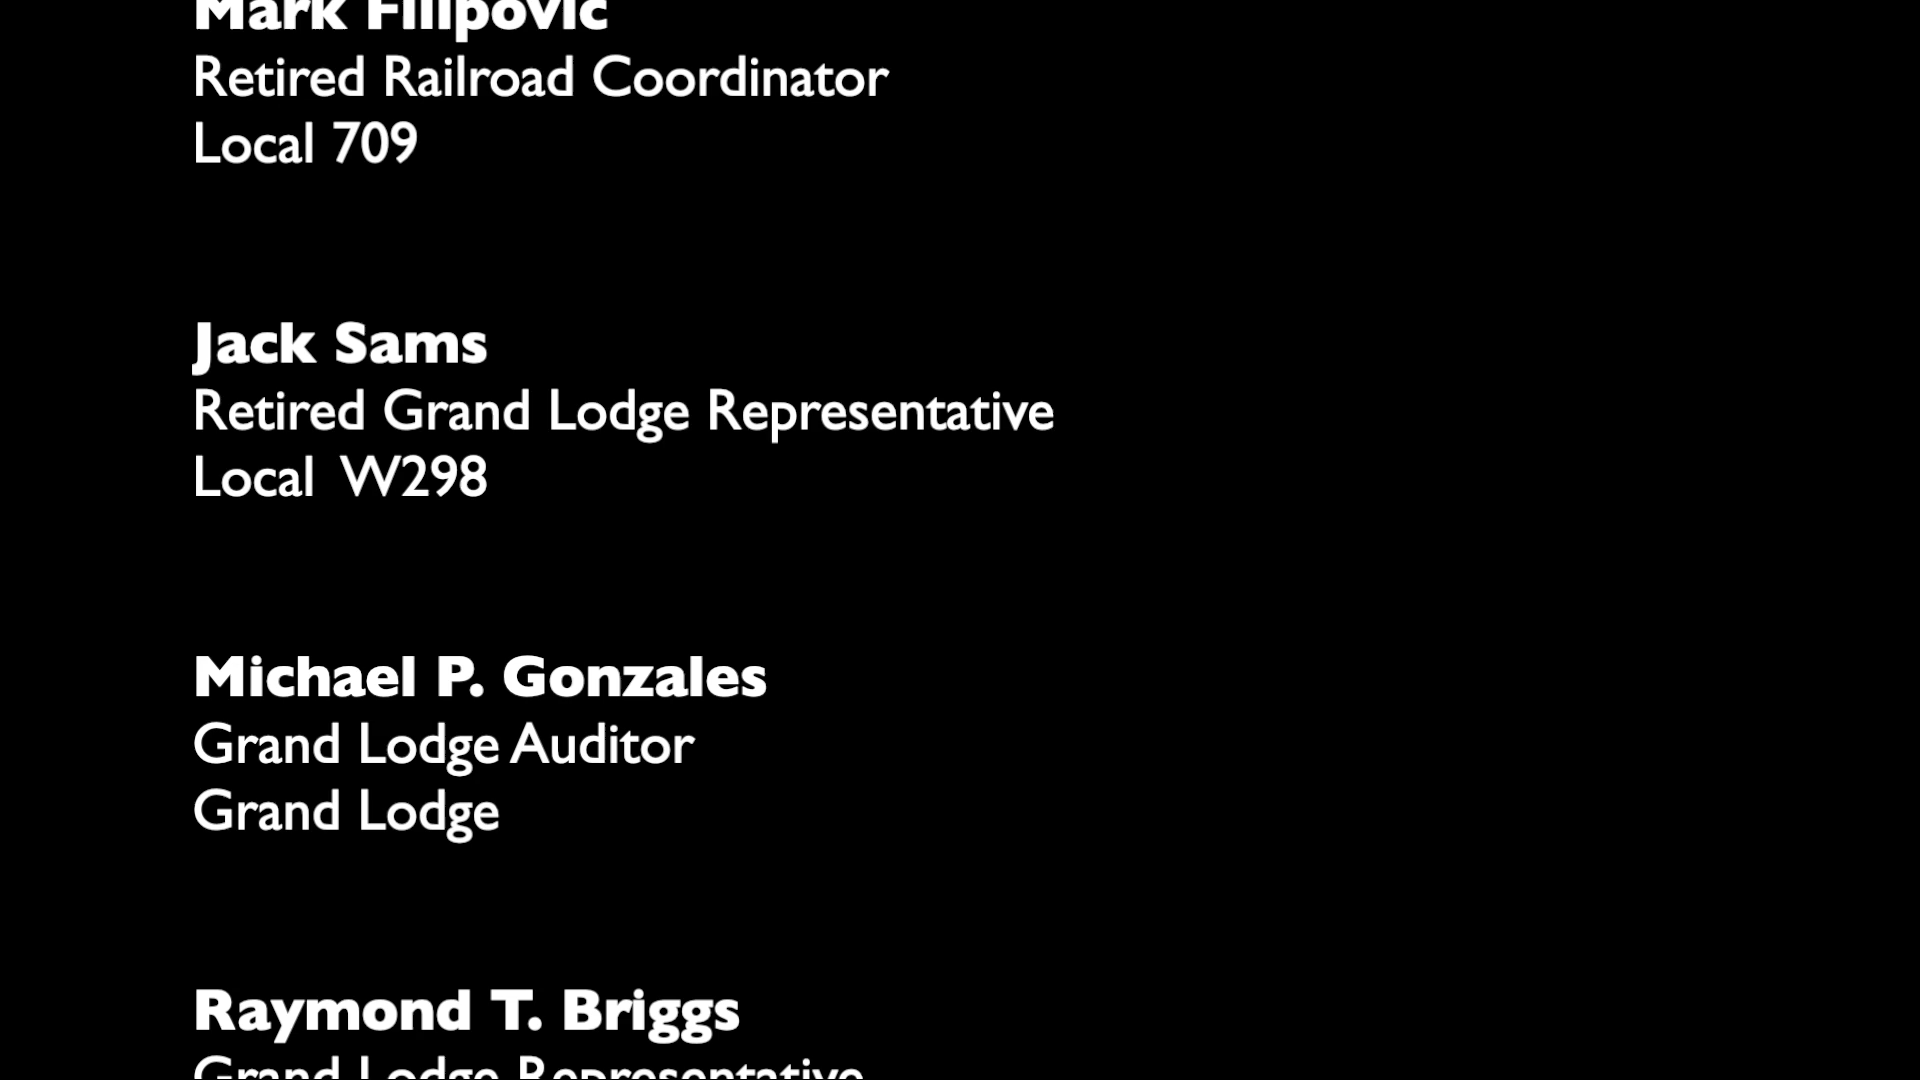 Mark Filipovic
Retired Railroad Coordinator
Local 709
Jack Sams
Retired Grand Lodge Representative
Local W298
Michael P. Gonzales
Grand Lodge Auditor
Grand Lodge
Raymond T. Briggs
Grand Lodge Representative